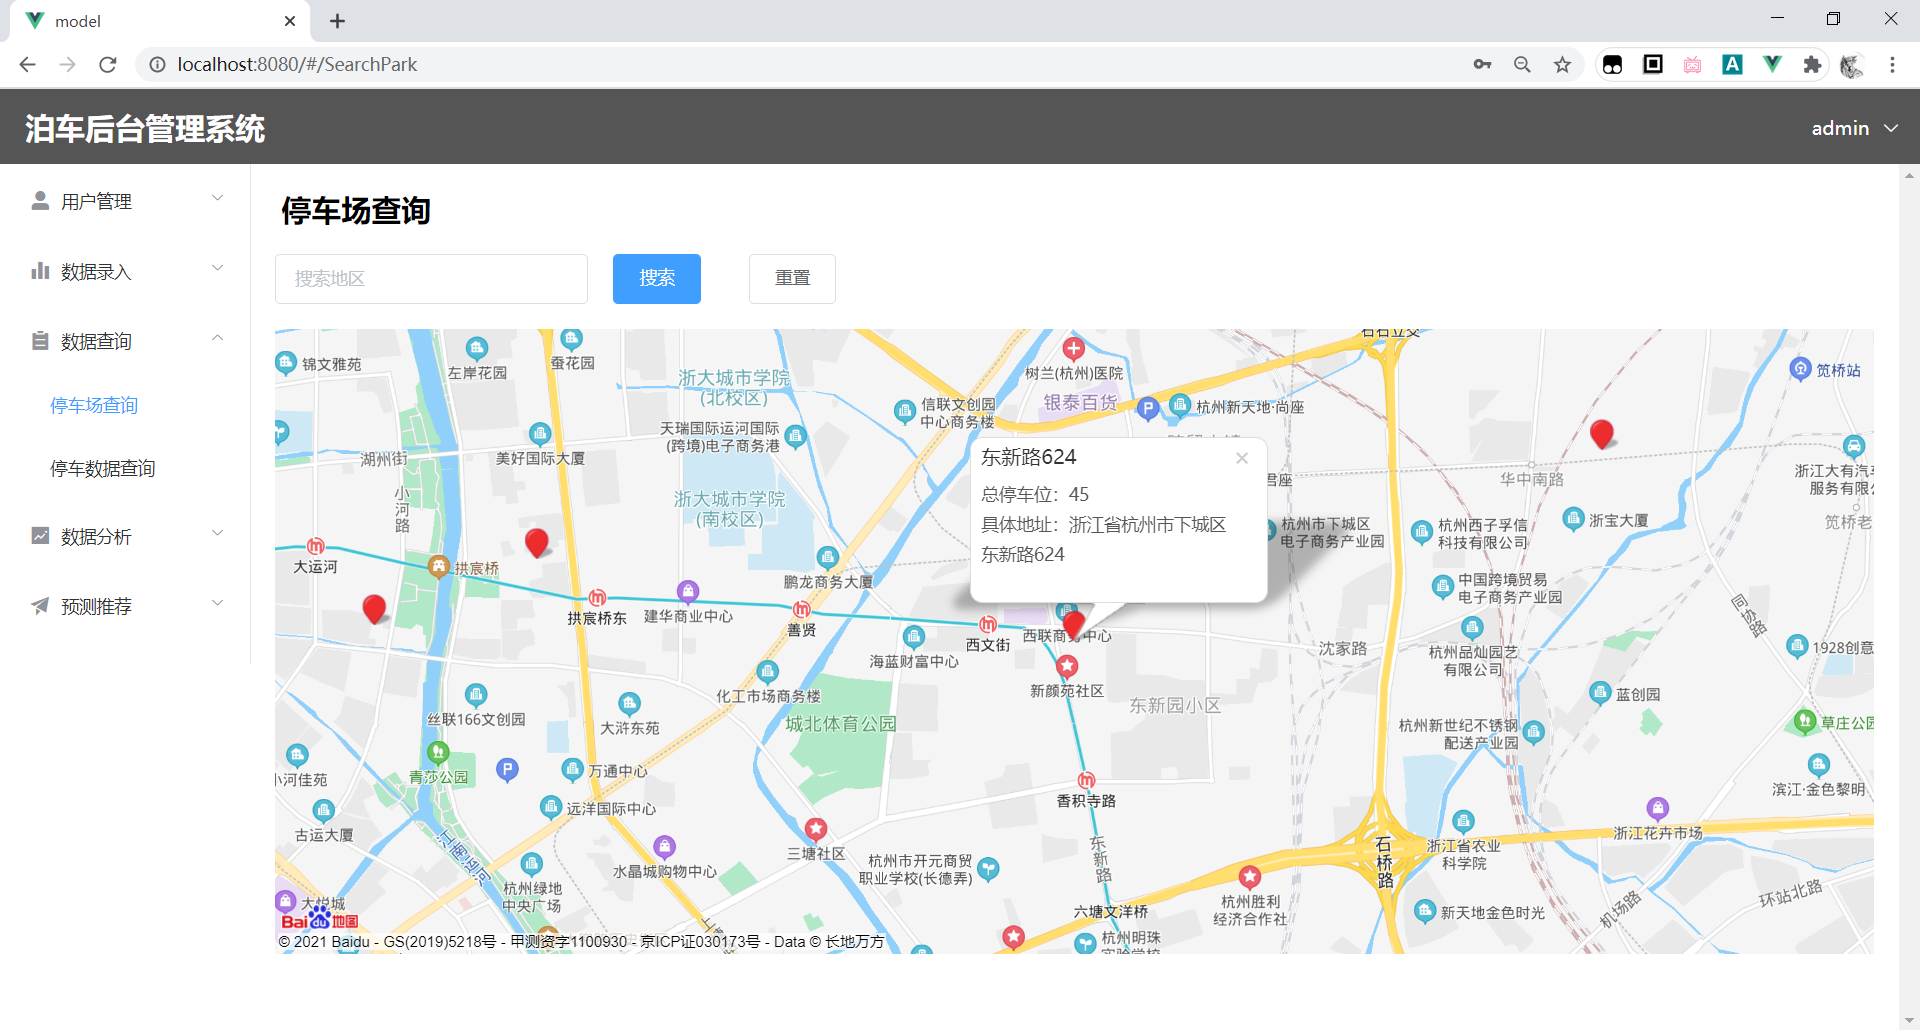 model
localhost:8080/#/SearchPark
泊车后台管理系统
admin
用户管理
数据录入
数据查询
停车场查询
停车数据查询
数据分析
预测推荐
停车场查询
搜索地区
搜索
重置
锦文雅苑
左岸花园
蚕花园
浙大城市学院
(北校区)
树兰(杭州)医院
银泰百货
杭州新天地·尚座
笕桥站
信联文创园
中心商务楼
天瑞国际运河国际
(跨境)电子商务港
湖州街
美好国际大厦
小河路
浙大城市学院
(南校区)
东新路624
总停车位：45
具体地址：浙江省杭州市下城区
东新路624
君座
华中南路
浙江大有汽车
服务有限
笕桥老
杭州市下城区
电子商务产业园
杭州西子孚信
科技有限公司
浙宝大厦
大运河
拱宸桥
鹏龙商务大厦
中国跨境贸易
电子商务产业园
拱宸桥东
建华商业中心
善贤
西文街
西联商务中心
同协路
海蓝财富中心
沈家路
杭州品灿园艺
有限公司
1928创意
新颜苑社区
化工市场商务楼
东新园小区
蓝创园
丝联166文创园
大浒东苑
城北体育公园
杭州新世纪不锈钢
配送产业园
草庄公园
小河佳苑
青莎公园
万通中心
滨江·金色黎明
香积寺路
古运大厦
远洋国际中心
浙江花卉市场
江南运河
三塘社区
东新路
石桥路
浙江省农业
科学院
水晶城购物中心
杭州市开元商贸
职业学校(长德弄)
杭州绿地
中央广场
大悦城
杭州胜利
经济合作社
六塘文洋桥
新天地金色时光
机场路
环站北路
杭州明珠
实验学校
Bai地图
© 2021 Baidu - GS(2019)5218号 - 甲测资字1100930 - 京ICP证030173号 - Data © 长地万方